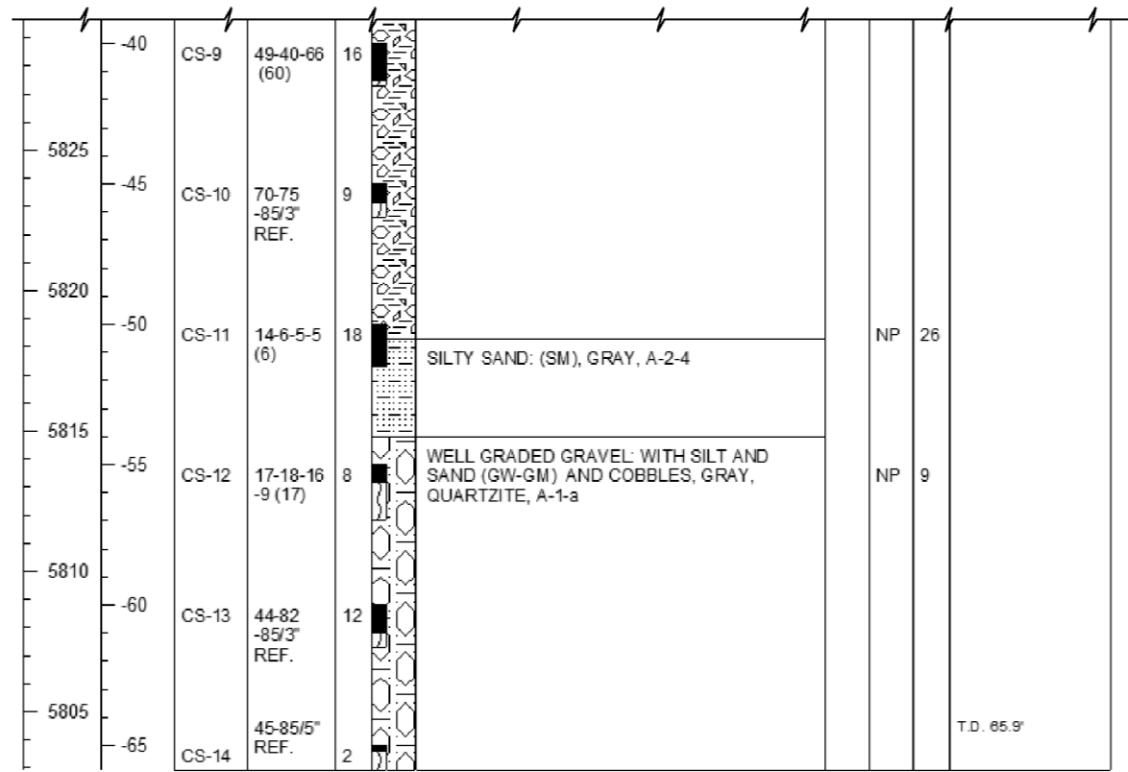 -40
CS-9 49-40-66 16
(60)
5825
-45
CS-10 70-75 9
-85/3"
REF.
5820
-50
CS-11 14-6-5-5 18 NP 26
(6)
SILTY SAND: (SM), GRAY, A-2-4
5815
WELL GRADED GRAVEL: WITH SILT AND
-55
CS-12 17-18-16 8 SAND (GW-GM) AND COBBLES, GRAY, NP 9
-9 (17) QUARTZITE, A-1-a
5810
-60
CS-13 44-82 12
-85/3"
REF.
5805
45-85/5" T.D. 65.9'
-65 REF.
CS-14 2